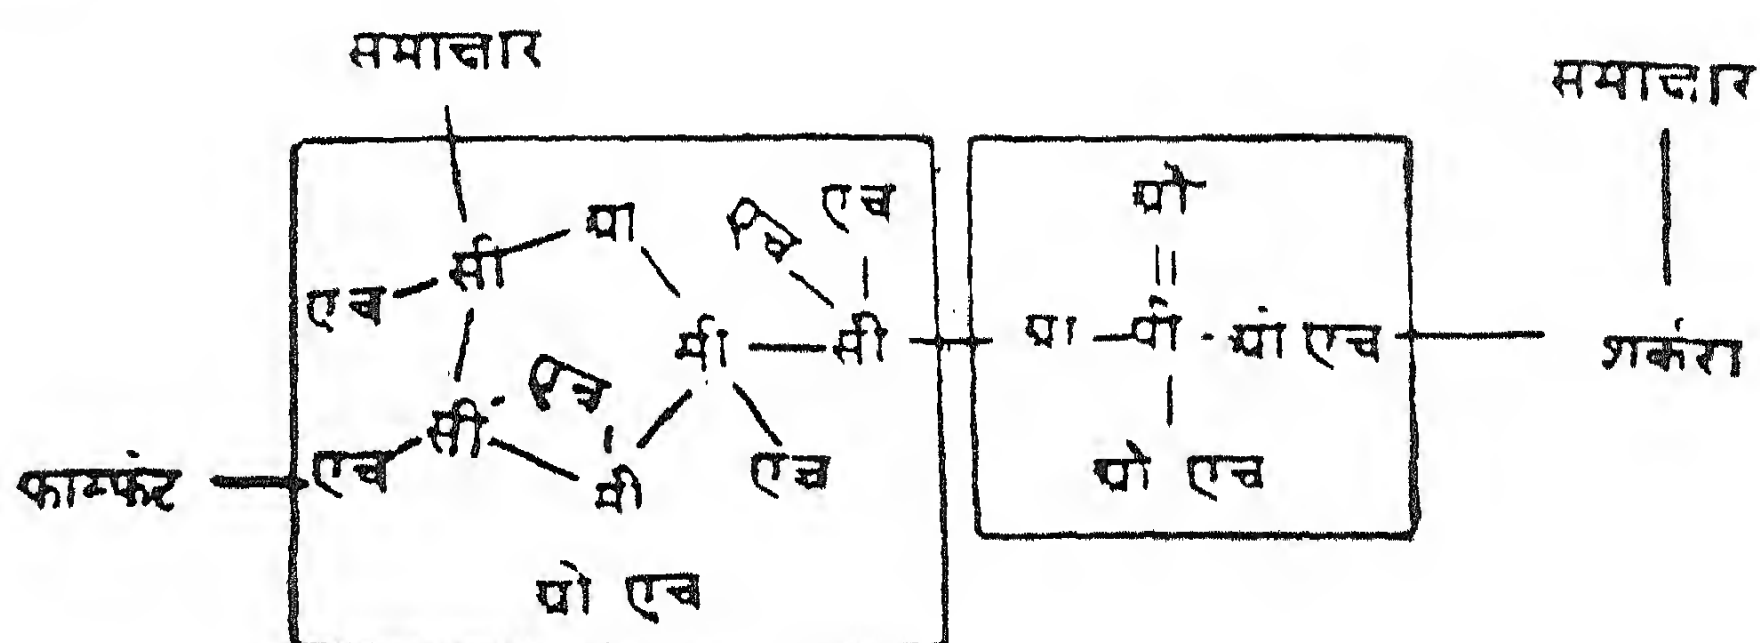 समाक्षार
समाक्षार
ओ
एच
एच
ओ
सी
एच
ओ
पी
ओ एच
सी
सी
शर्करा
एच
सी
ओ एच
एच
एच
सी
फास्फेट
ओ एच